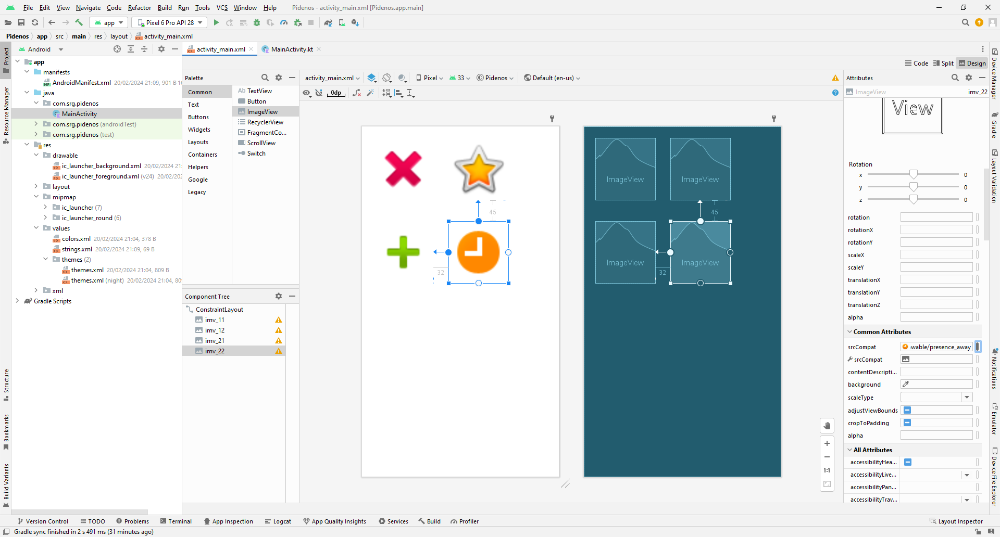 File Edit View Navigate Code Refactor Build Run Tools VCS Window Help Pidenos - activity_main.xml [Pidenos.app.main]
app Pixel 6 Pro API 28
Pidenos app src main res layout activity_main.xml
Android
activity_main.xml MainActivity.kt
Code Split Design
Project
Resource Manager
Structure
Bookmarks
Build Variants
app
manifests
AndroidManifest.xml 20/02/2024 21:09, 901 B
java
com.srg.pidenos
MainActivity
com.srg.pidenos (androidTest)
com.srg.pidenos (test)
res
drawable
ic_launcher_background.xml 20/02/2024 21:
ic_launcher_foreground.xml (v24) 20/02/202
layout
mipmap
ic_launcher (7)
ic_launcher_round (6)
values
colors.xml 20/02/2024 21:04, 378 B
strings.xml 20/02/2024 21:09, 69 B
themes (2)
themes.xml 20/02/2024 21:04, 809 B
themes.xml (night) 20/02/2024 21:04, 80
xml
Gradle Scripts
Palette
Common
Text
Buttons
Widgets
Layouts
Containers
Helpers
Google
Legacy
Ab TextView
Button
ImageView
RecyclerView
FragmentCo...
ScrollView
Switch
Component Tree
ConstraintLayout
imv_11
imv_12
imv_21
imv_22
activity_main.xml Pixel 33 Pidenos Default (en-us)
0dp
45
32
ImageView ImageView
45
ImageView ImageView
32
1:1
Attributes
ImageView imv_22
View
Rotation
x 0
y 0
z 0
rotation
rotationX
rotationY
scaleX
scaleY
translationX
translationY
translationZ
alpha
Common Attributes
srcCompat wable/presence_away
srcCompat
contentDescripti...
background
scaleType
adjustViewBounds
cropToPadding
alpha
All Attributes
accessibilityHea...
accessibilityLive...
accessibilityPan...
accessibilityTrav...
Device Manager
Gradle
Layout Validation
Notifications
Emulator
Device File Explorer
Version Control TODO Problems Terminal App Inspection Logcat App Quality Insights Services Build Profiler Layout Inspector
Gradle sync finished in 2 s 491 ms (31 minutes ago)